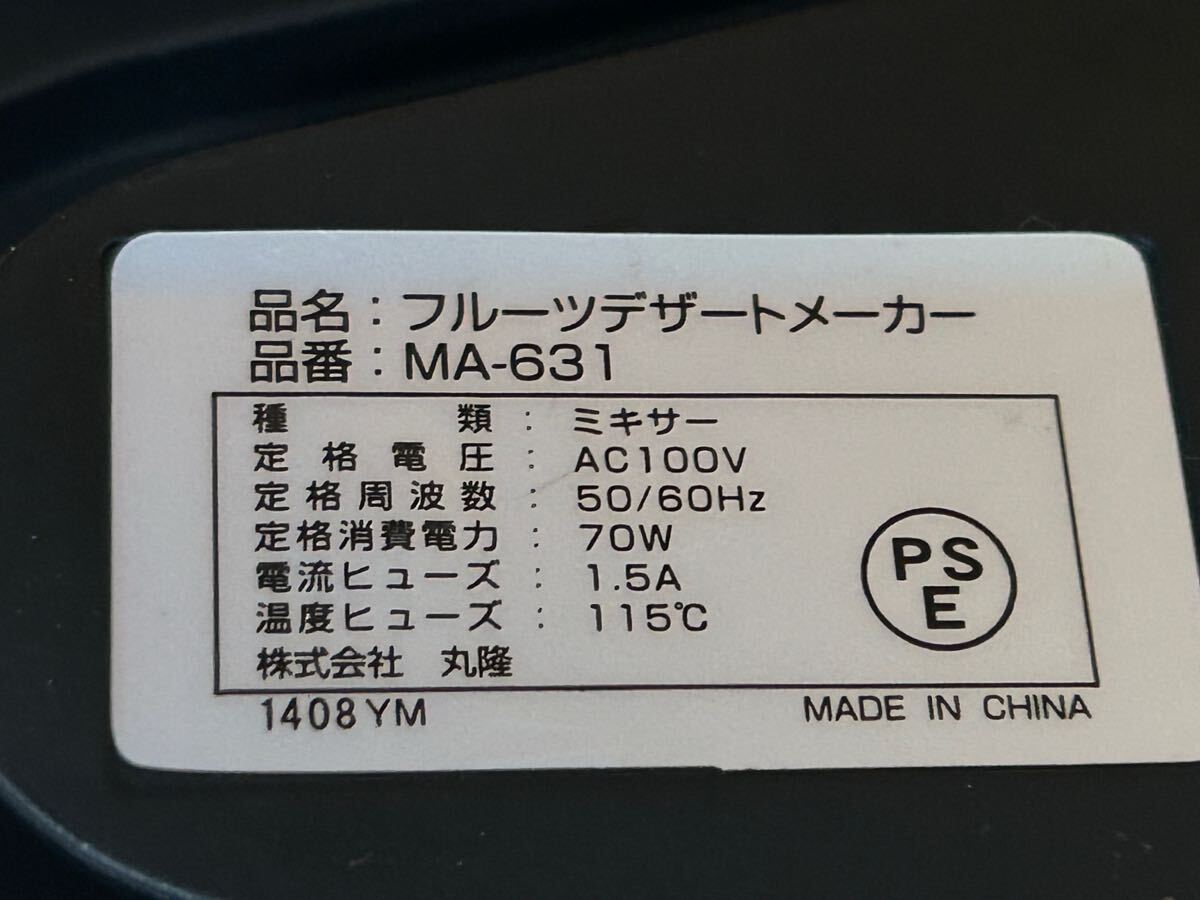 品名：フルーツデザートメーカー
品番：MA-631
種類：ミキサー
定格電圧：AC100V
定格周波数：50/60Hz
定格消費電力：70W
電流ヒューズ：1.5A
温度ヒューズ：115℃
株式会社 丸隆
PS
E
1408YM
MADE IN CHINA